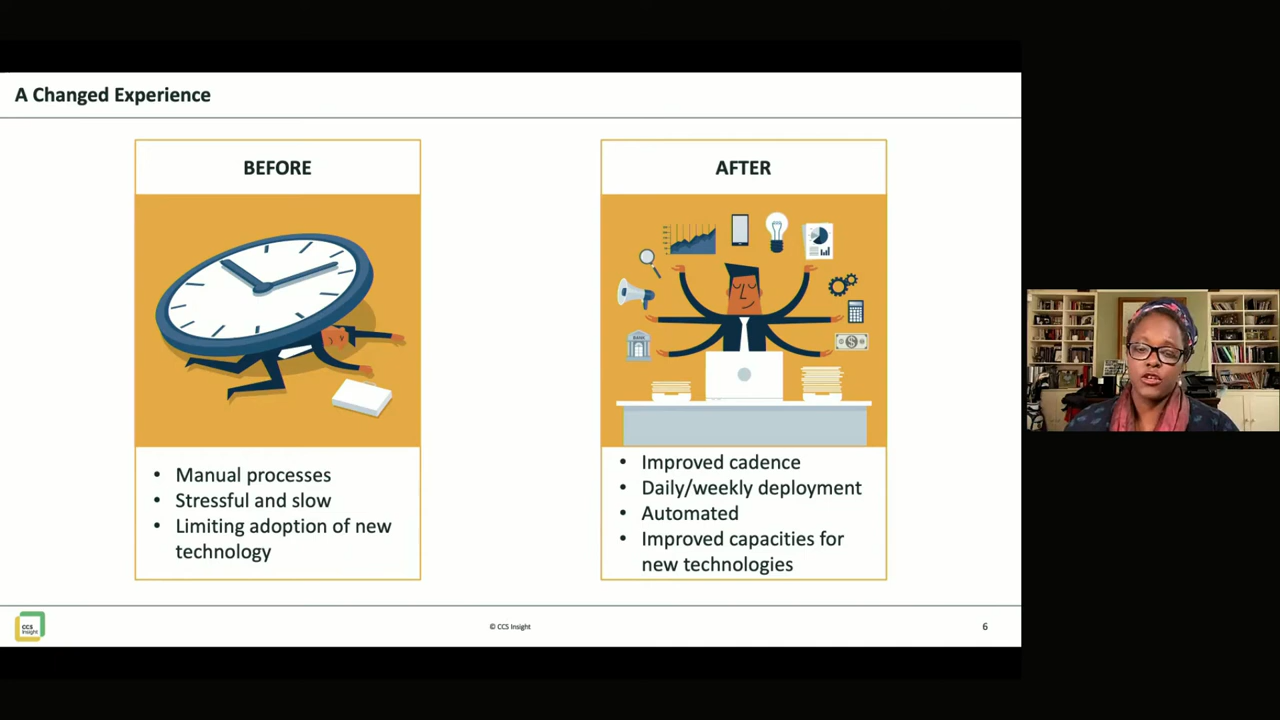 A Changed Experience
BEFORE
• Manual processes
• Stressful and slow
• Limiting adoption of new
technology
AFTER
BANK
• Improved cadence
• Daily/weekly deployment
• Automated
• Improved capacities for
new technologies
CCS
Insight
© CCS Insight
6